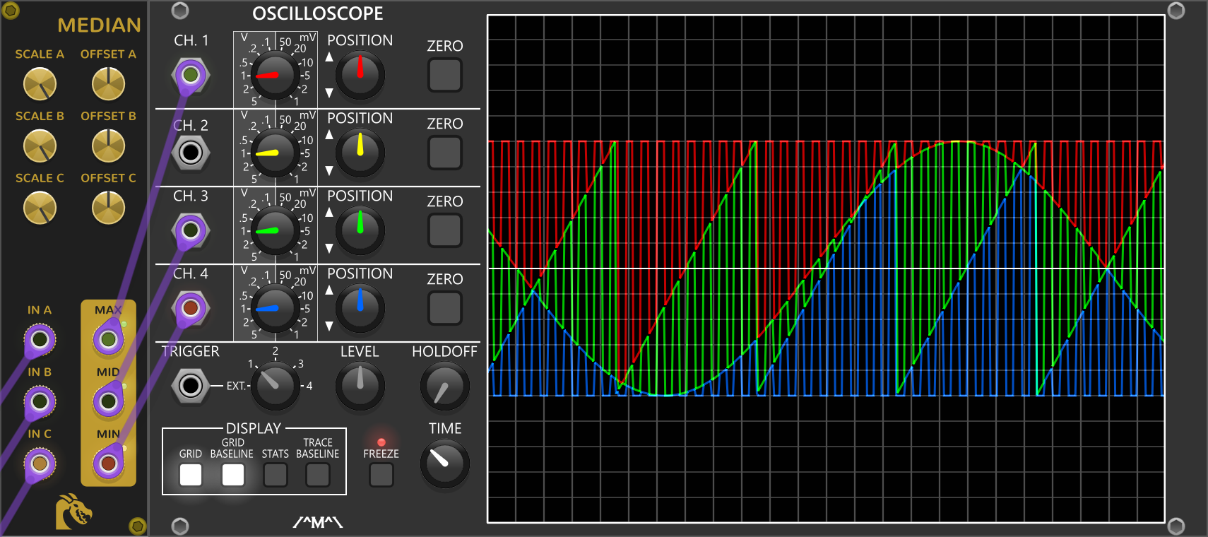 MEDIAN
SCALE A OFFSET A
SCALE B OFFSET B
SCALE C OFFSET C
IN A MAX
IN B MID
IN C MIN
OSCILLOSCOPE
CH. 1
V .1 50 mV
.2 20
.5 10
1 5
2 2
5 1
POSITION
ZERO
CH. 2
V .1 50 mV
.2 20
.5 10
1 5
2 2
5 1
POSITION
ZERO
CH. 3
V .1 50 mV
.2 20
.5 10
1 5
2 2
5 1
POSITION
ZERO
CH. 4
V .1 50 mV
.2 20
.5 10
1 5
2 2
5 1
POSITION
ZERO
TRIGGER
2
1 3
EXT. 4
LEVEL
HOLDOFF
DISPLAY
GRID
GRID
BASELINE
STATS
TRACE
BASELINE
FREEZE
TIME
/^M^\